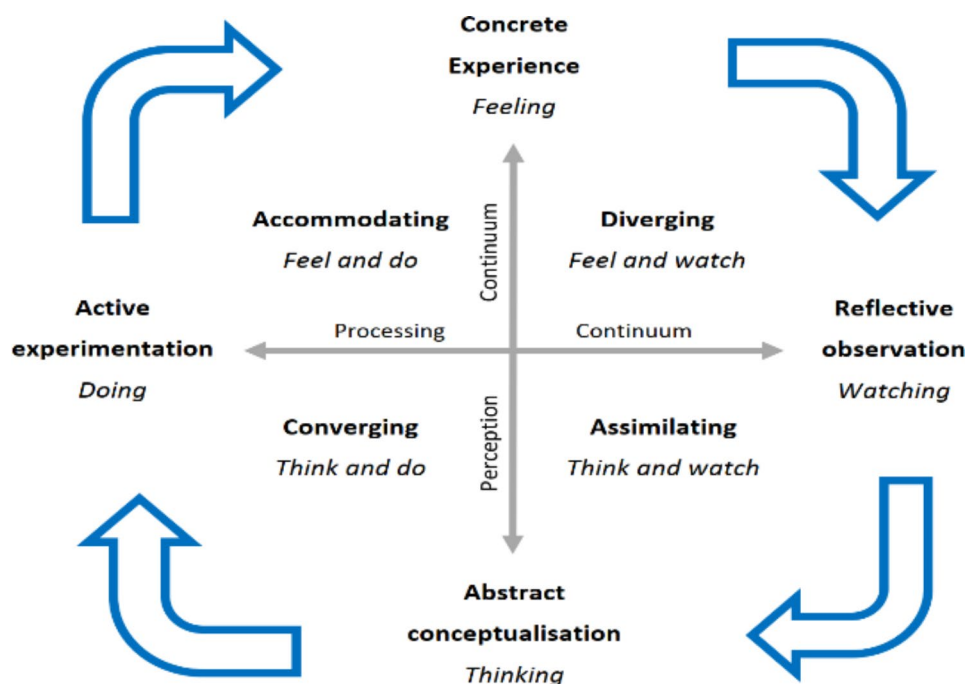 Concrete
Experience
Feeling
Accommodating
Feel and do
Continuum
Diverging
Feel and watch
Active
experimentation
Doing
Processing
Continuum
Reflective
observation
Watching
Converging
Think and do
Perception
Assimilating
Think and watch
Abstract
conceptualisation
Thinking